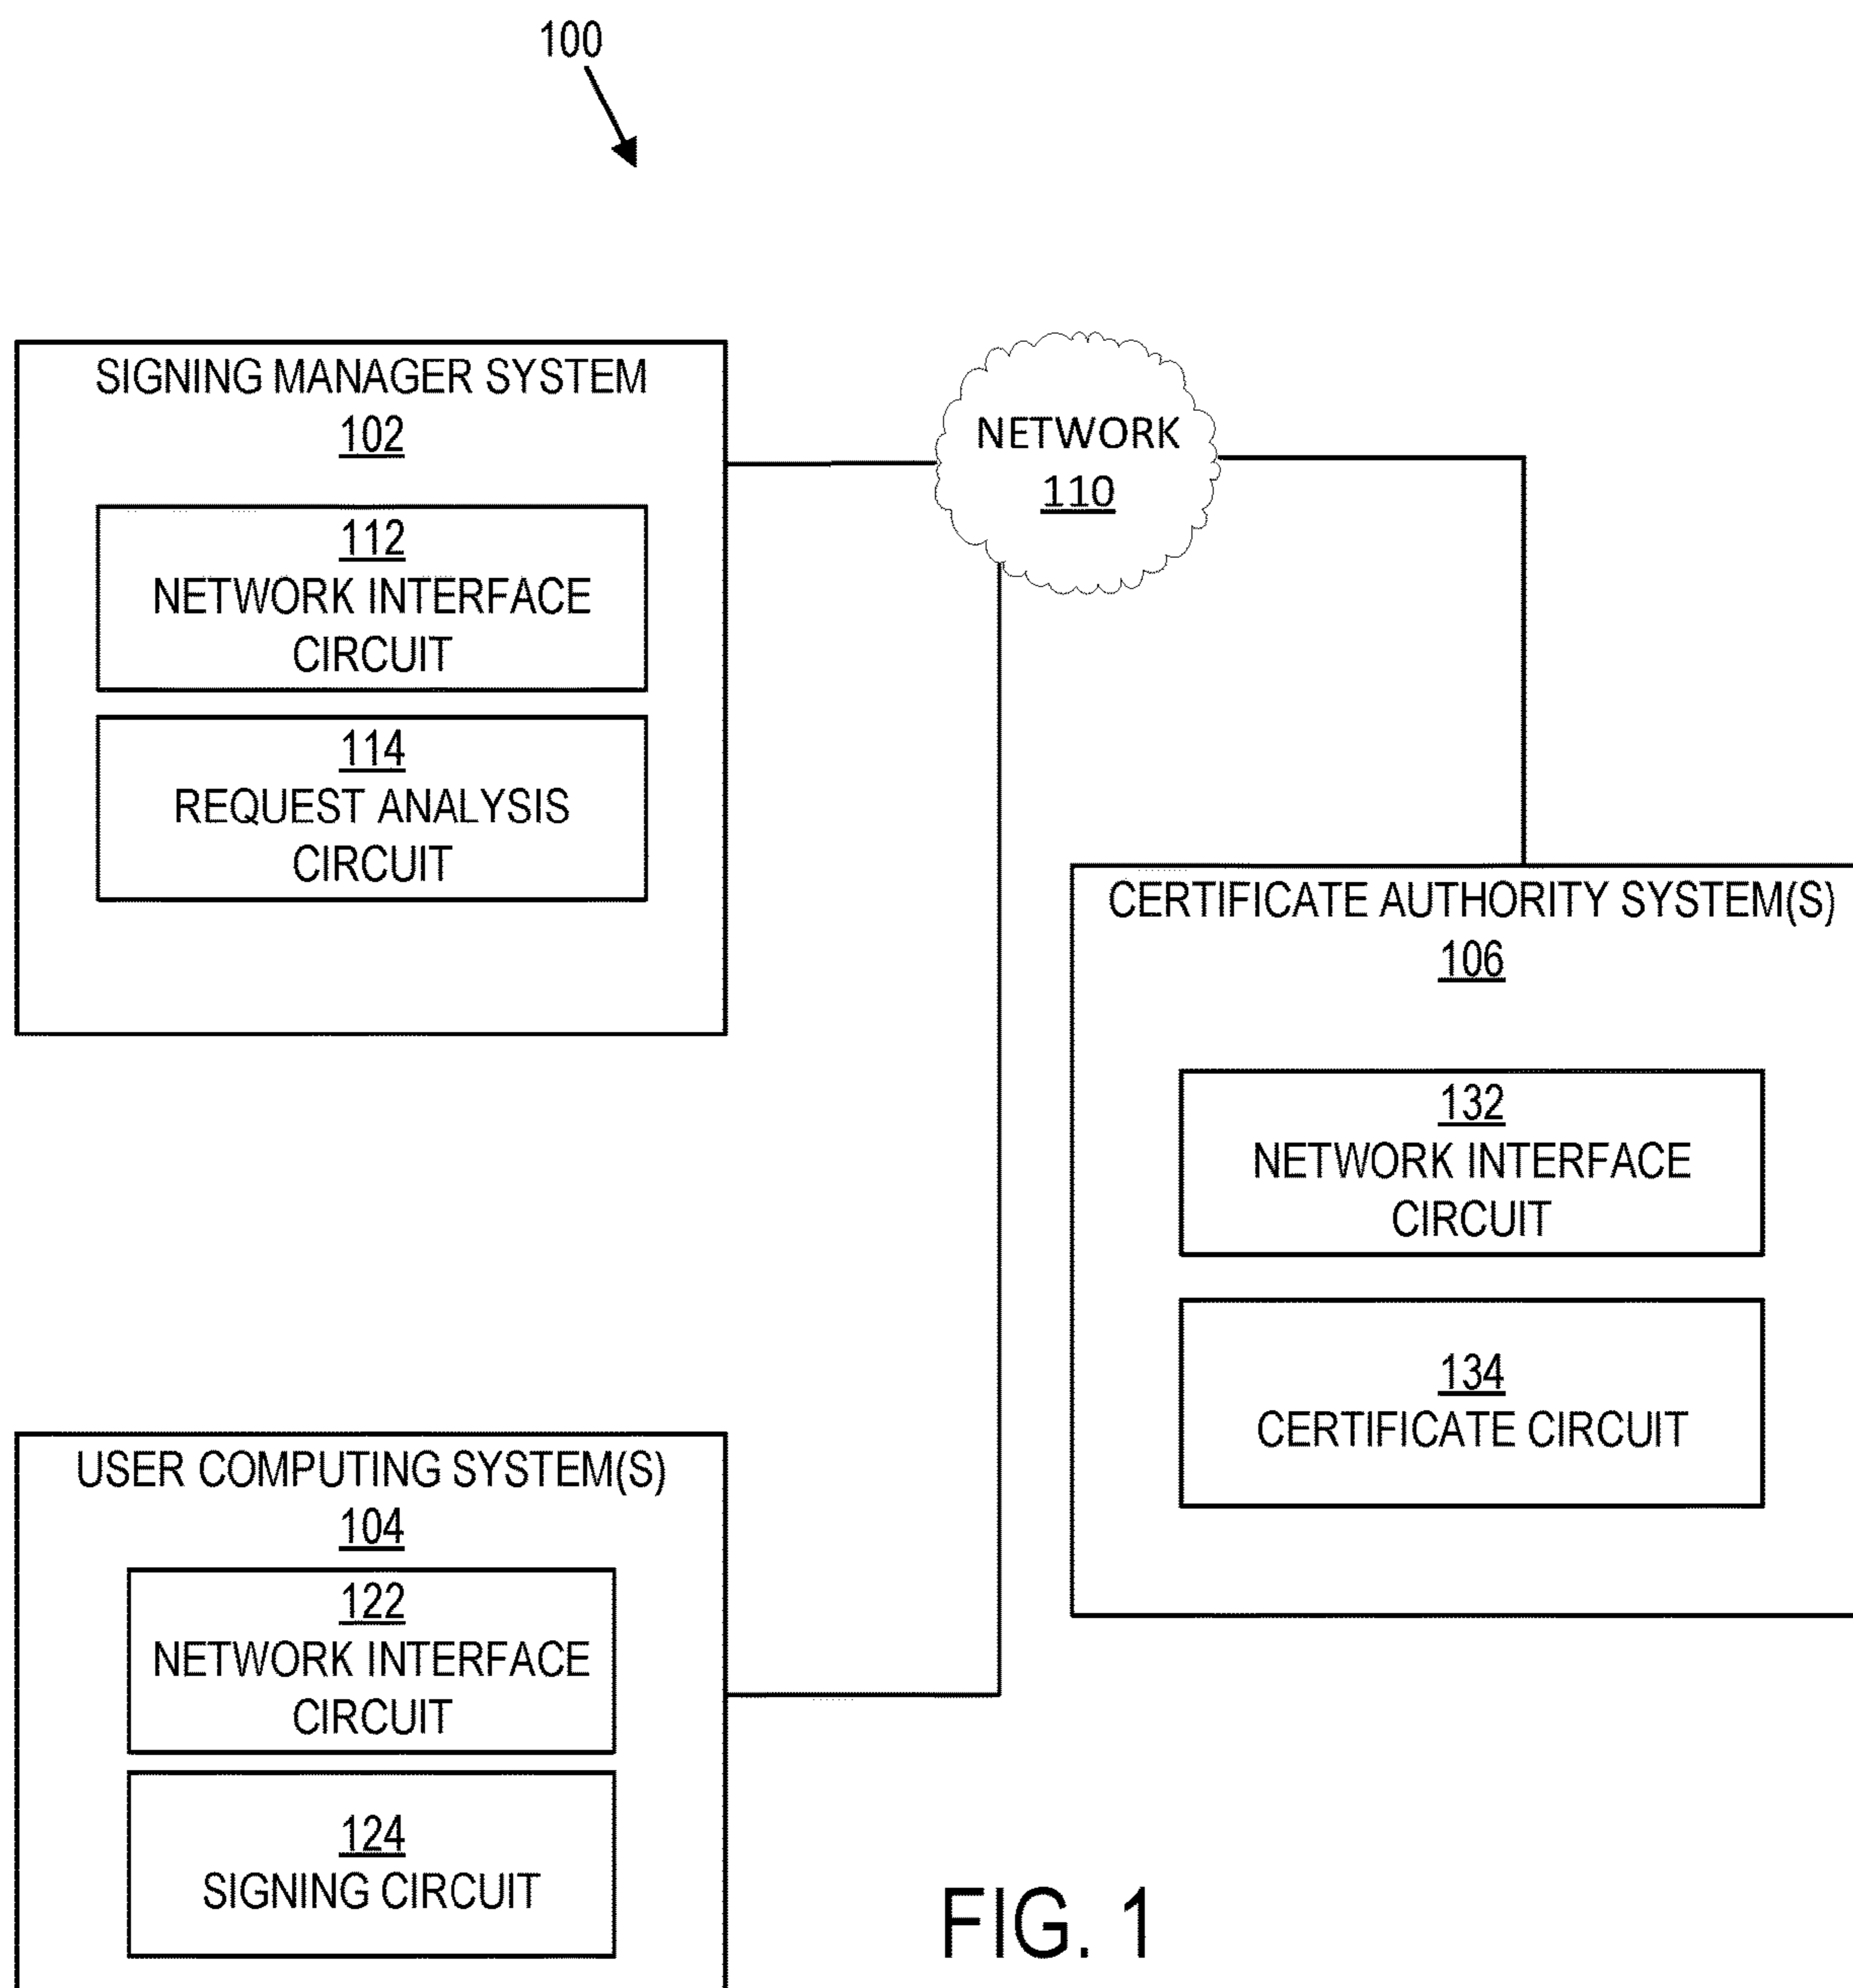 100
SIGNING MANAGER SYSTEM
102
112
NETWORK INTERFACE
CIRCUIT
114
REQUEST ANALYSIS
CIRCUIT
NETWORK
110
CERTIFICATE AUTHORITY SYSTEM(S)
106
132
NETWORK INTERFACE
CIRCUIT
134
CERTIFICATE CIRCUIT
USER COMPUTING SYSTEM(S)
104
122
NETWORK INTERFACE
CIRCUIT
124
SIGNING CIRCUIT
FIG. 1